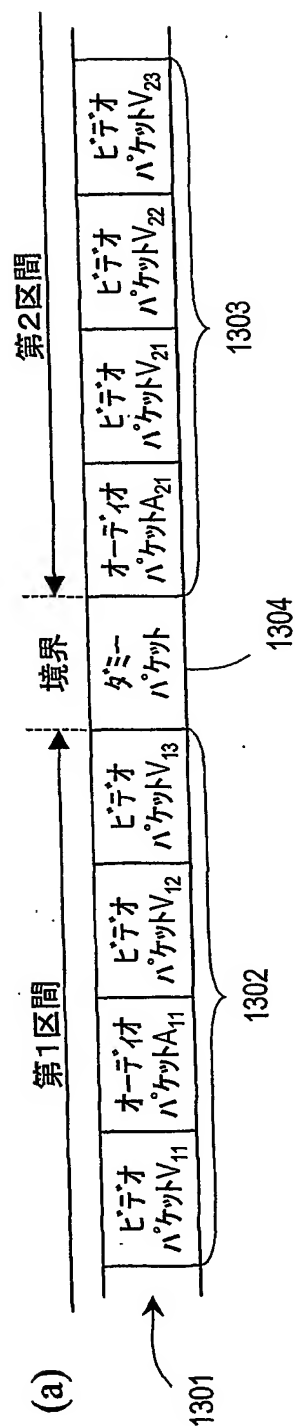 (a)
第1区間
境界
第2区間
ビデオ
パケットV11
オーディオ
パケットA11
ビデオ
パケットV12
ビデオ
パケットV13
ダミー
パケット
オーディオ
パケットA21
ビデオ
パケットV21
ビデオ
パケットV22
ビデオ
パケットV23
1301
1302
1304
1303